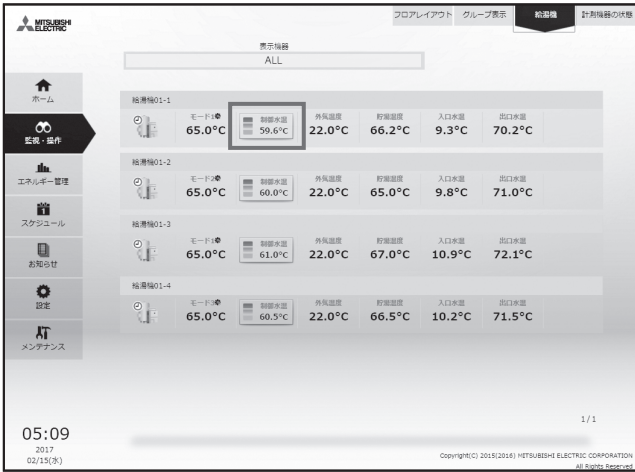 MITSUBISHI
ELECTRIC
フロアレイアウト グループ表示 給湯機 計測機器の状態
表示機器
ALL
ホーム
監視・操作
エネルギー管理
スケジュール
お知らせ
設定
メンテナンス
給湯機01-1
モード1 制御水温 外気温度 貯湯温度 入口水温 出口水温
65.0°C 59.6°C 22.0°C 66.2°C 9.3°C 70.2°C
給湯機01-2
モード2 制御水温 外気温度 貯湯温度 入口水温 出口水温
65.0°C 60.0°C 22.0°C 65.0°C 9.8°C 71.0°C
給湯機01-3
モード1 制御水温 外気温度 貯湯温度 入口水温 出口水温
65.0°C 61.0°C 22.0°C 67.0°C 10.9°C 72.1°C
給湯機01-4
モード3 制御水温 外気温度 貯湯温度 入口水温 出口水温
65.0°C 60.5°C 22.0°C 66.5°C 10.2°C 71.5°C
1/1
05:09
2017
02/15(水)
Copyright(C) 2015(2016) MITSUBISHI ELECTRIC CORPORATION
All Rights Reserved